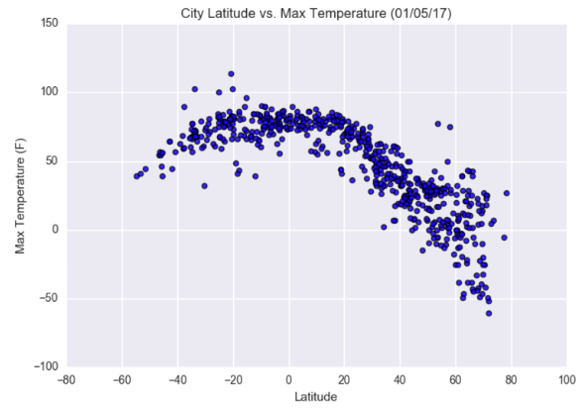 City Latitude vs. Max Temperature (01/05/17)
150
100
50
0
−50
−100
Max Temperature (F)
−80 −60 −40 −20 0 20 40 60 80 100
Latitude